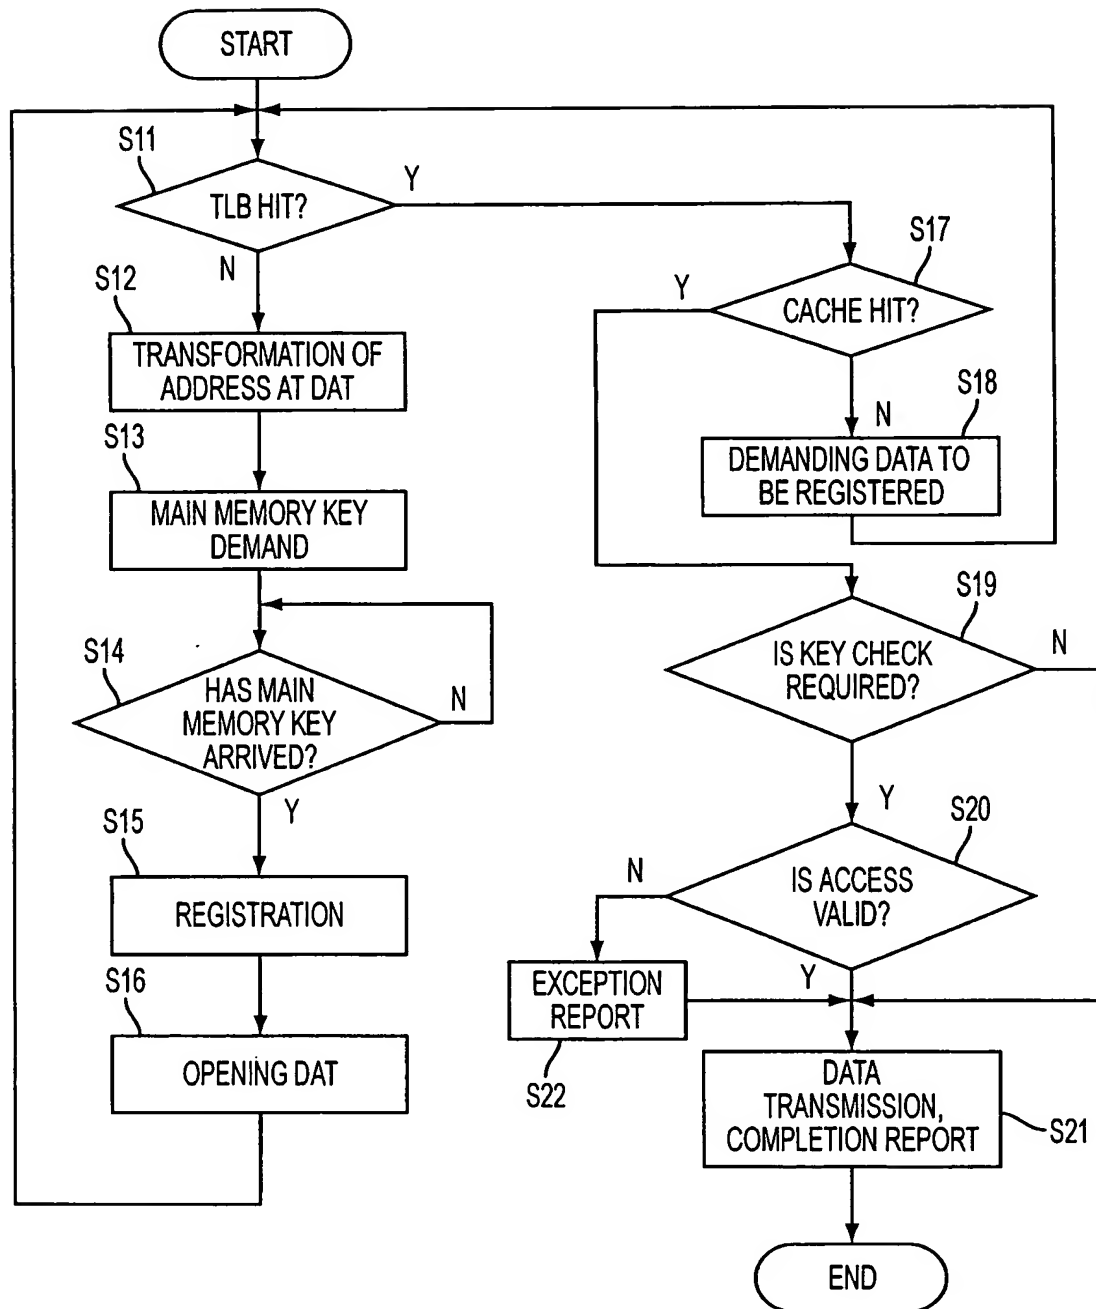 START
S11
TLB HIT?
Y
N
S12
TRANSFORMATION OF
ADDRESS AT DAT
S13
MAIN MEMORY KEY
DEMAND
S14
HAS MAIN
MEMORY KEY
ARRIVED?
N
Y
S15
REGISTRATION
S16
OPENING DAT
S17
Y
CACHE HIT?
N
S18
DEMANDING DATA TO
BE REGISTERED
S19
IS KEY CHECK
REQUIRED?
N
Y
S20
N
IS ACCESS
VALID?
Y
EXCEPTION
REPORT
S22
DATA
TRANSMISSION,
COMPLETION REPORT
S21
END